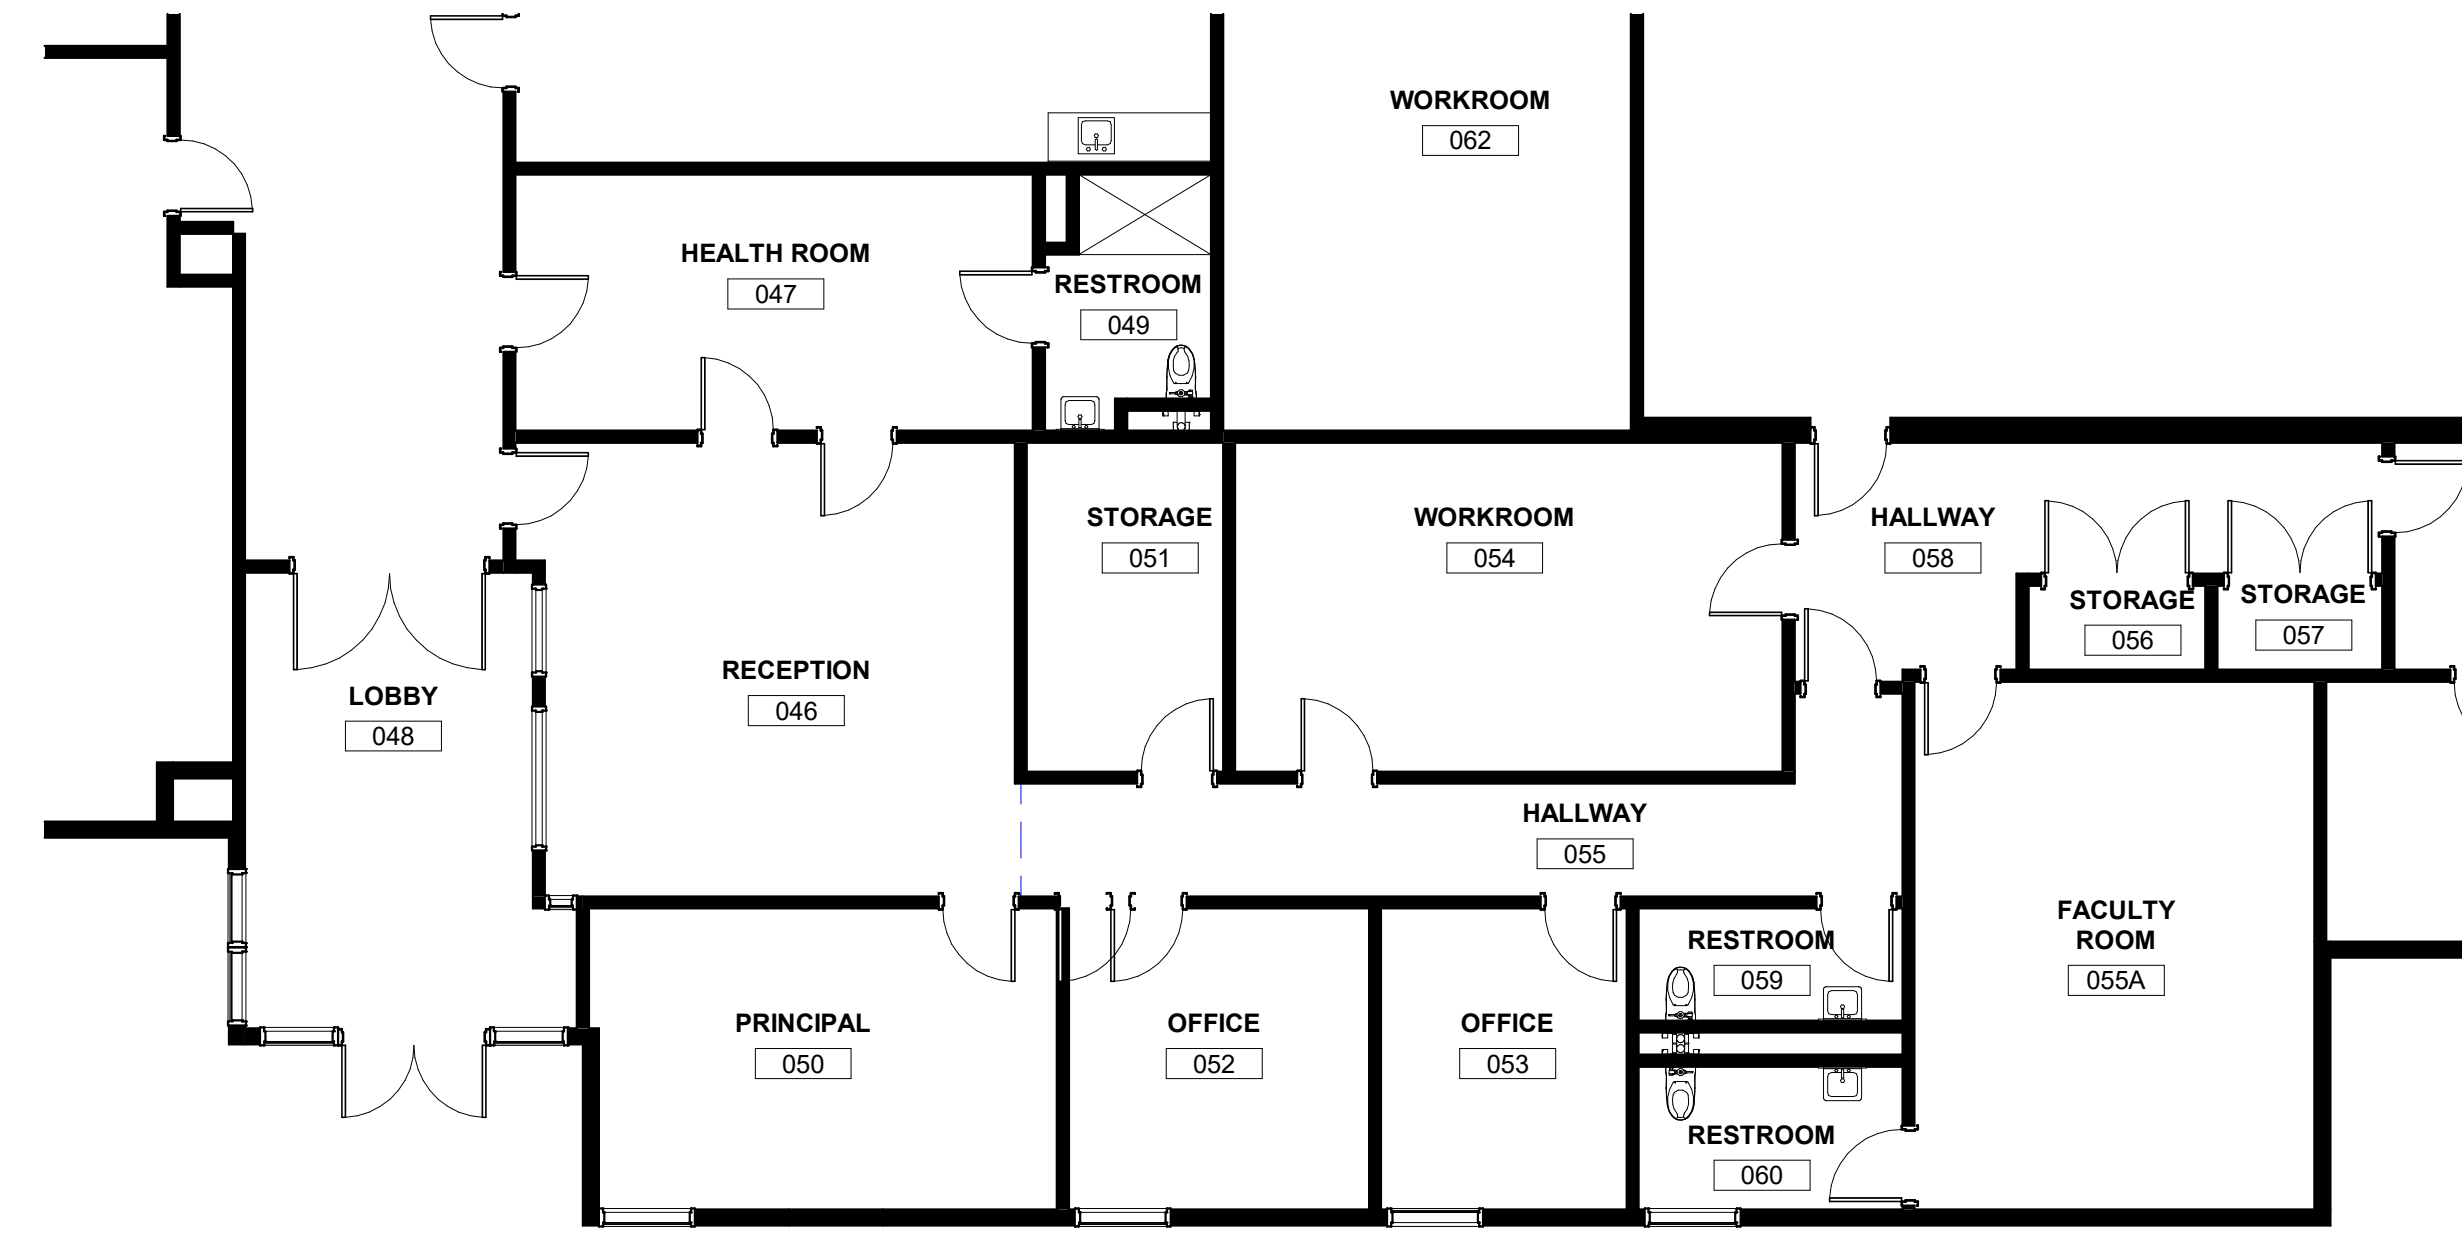 WORKROOM
062
HEALTH ROOM
047
RESTROOM
049
STORAGE
051
WORKROOM
054
HALLWAY
058
STORAGE
056
STORAGE
057
RECEPTION
046
LOBBY
048
HALLWAY
055
FACULTY
ROOM
055A
RESTROOM
059
PRINCIPAL
050
OFFICE
052
OFFICE
053
RESTROOM
060